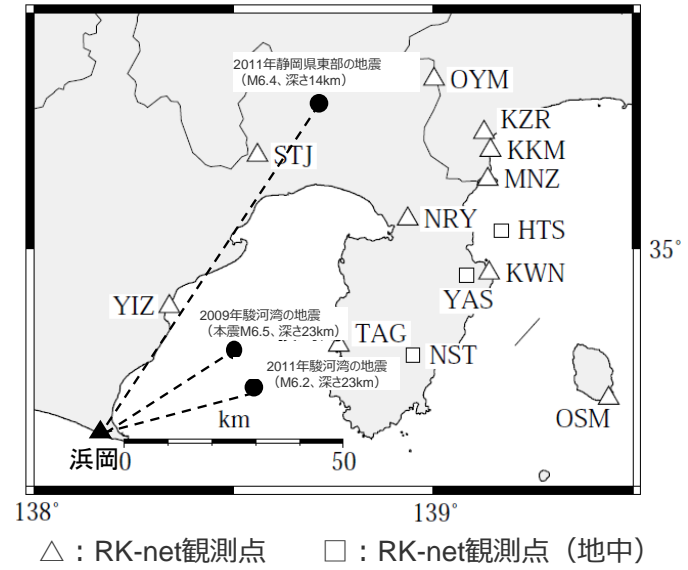 2011年静岡県東部の地震
（M6.4、深さ14km）
OYM
KZR
KKM
STJ
MNZ
NRY
HTS
35°
KWN
YAS
YIZ
2009年駿河湾の地震
（本震M6.5、深さ23km）
TAG
NST
2011年駿河湾の地震
（M6.2、深さ23km）
OSM
km
浜岡
0
50
138°
139°
△：RK-net観測点 □：RK-net観測点（地中）